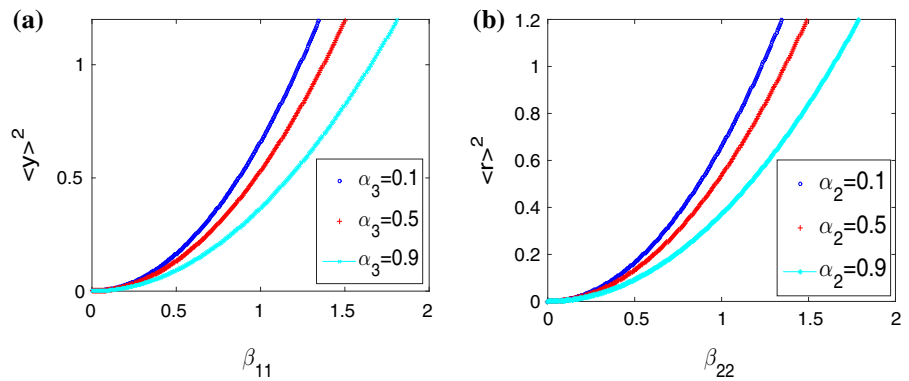 (a)
1
0.5
0
<y>²
0 0.5 1 1.5 2
β₁₁
α₃=0.1
α₃=0.5
α₃=0.9
(b)
1.2
1
0.8
0.6
0.4
0.2
0
<r>²
0 0.5 1 1.5 2
β₂₂
α₂=0.1
α₂=0.5
α₂=0.9